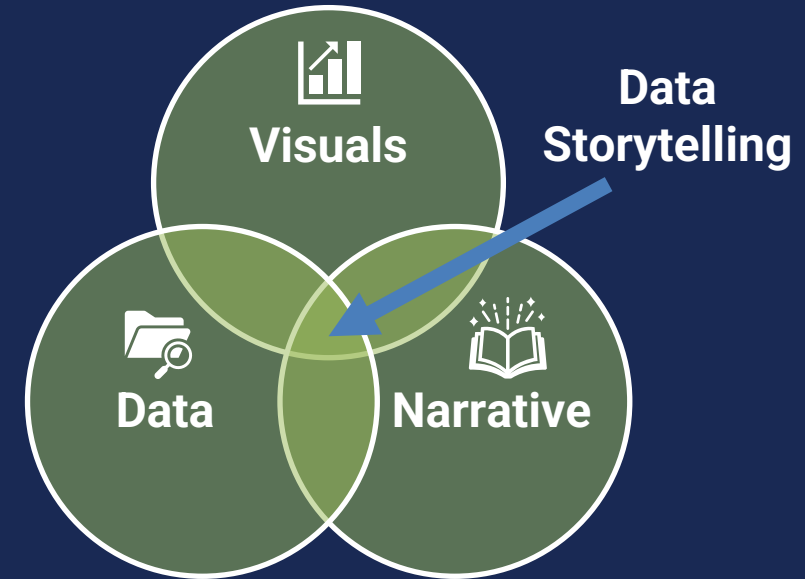 Visuals
Data
Storytelling
Data
Narrative